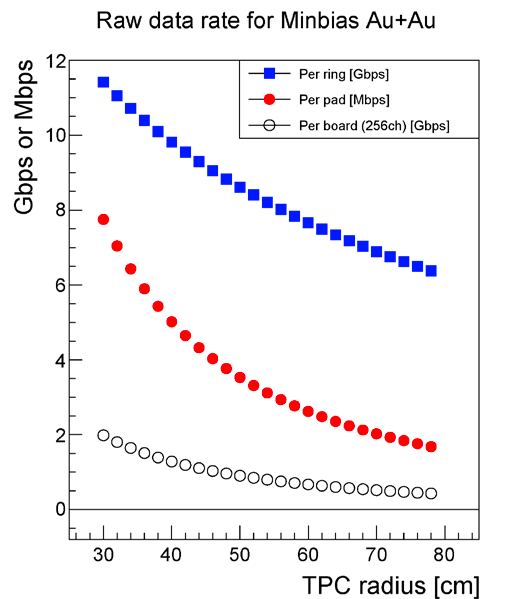 Raw data rate for Minbias Au+Au
Gbps or Mbps
12
10
8
6
4
2
0
Per ring [Gbps]
Per pad [Mbps]
Per board (256ch) [Gbps]
30 40 50 60 70 80
TPC radius [cm]